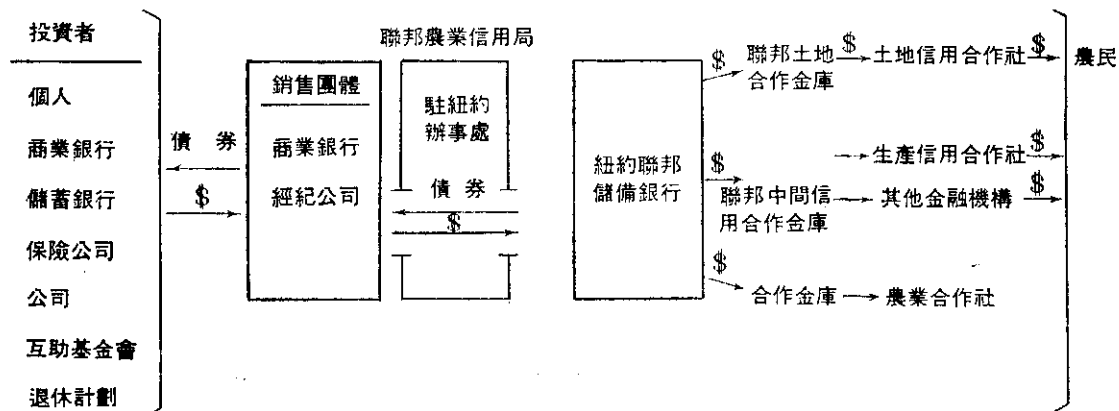 投資者
個人
商業銀行
儲蓄銀行
保險公司
公司
互助基金會
退休計劃
債 券
$
銷售團體
商業銀行
經紀公司
聯邦農業信用局
駐紐約
辦事處
債 券
$
紐約聯邦
儲備銀行
$
聯邦土地
合作金庫
$
土地信用合作社
$
農民
$
聯邦中間信
用合作金庫
生產信用合作社
$
其他金融機構
$
$
合作金庫
農業合作社